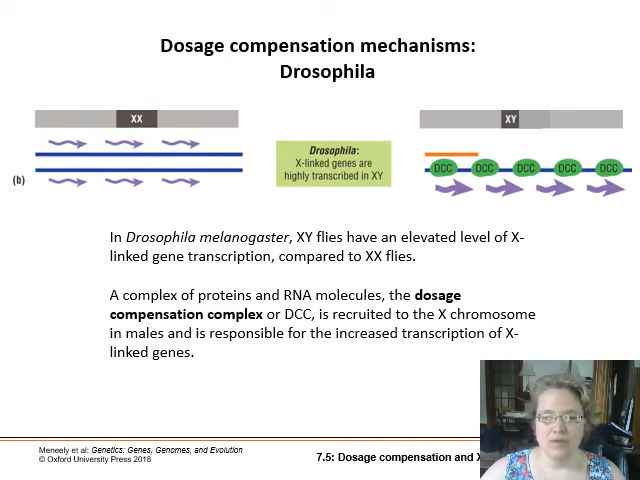 Dosage compensation mechanisms:
Drosophila
XX
XY
(b)
Drosophila:
X-linked genes are
highly transcribed in XY
DCC DCC DCC DCC DCC
In Drosophila melanogaster, XY flies have an elevated level of X-
linked gene transcription, compared to XX flies.
A complex of proteins and RNA molecules, the dosage
compensation complex or DCC, is recruited to the X chromosome
in males and is responsible for the increased transcription of X-
linked genes.
Meneely et al: Genetics: Genes, Genomes, and Evolution
© Oxford University Press 2018
7.5: Dosage compensation and X